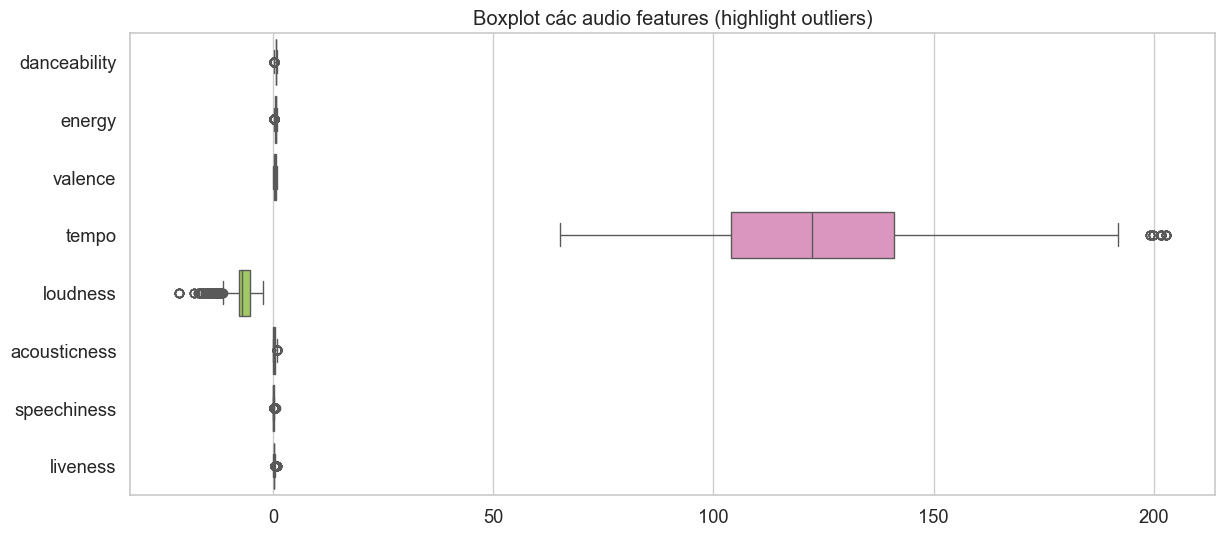 Boxplot các audio features (highlight outliers)
danceability
energy
valence
tempo
loudness
acousticness
speechiness
liveness
0 50 100 150 200